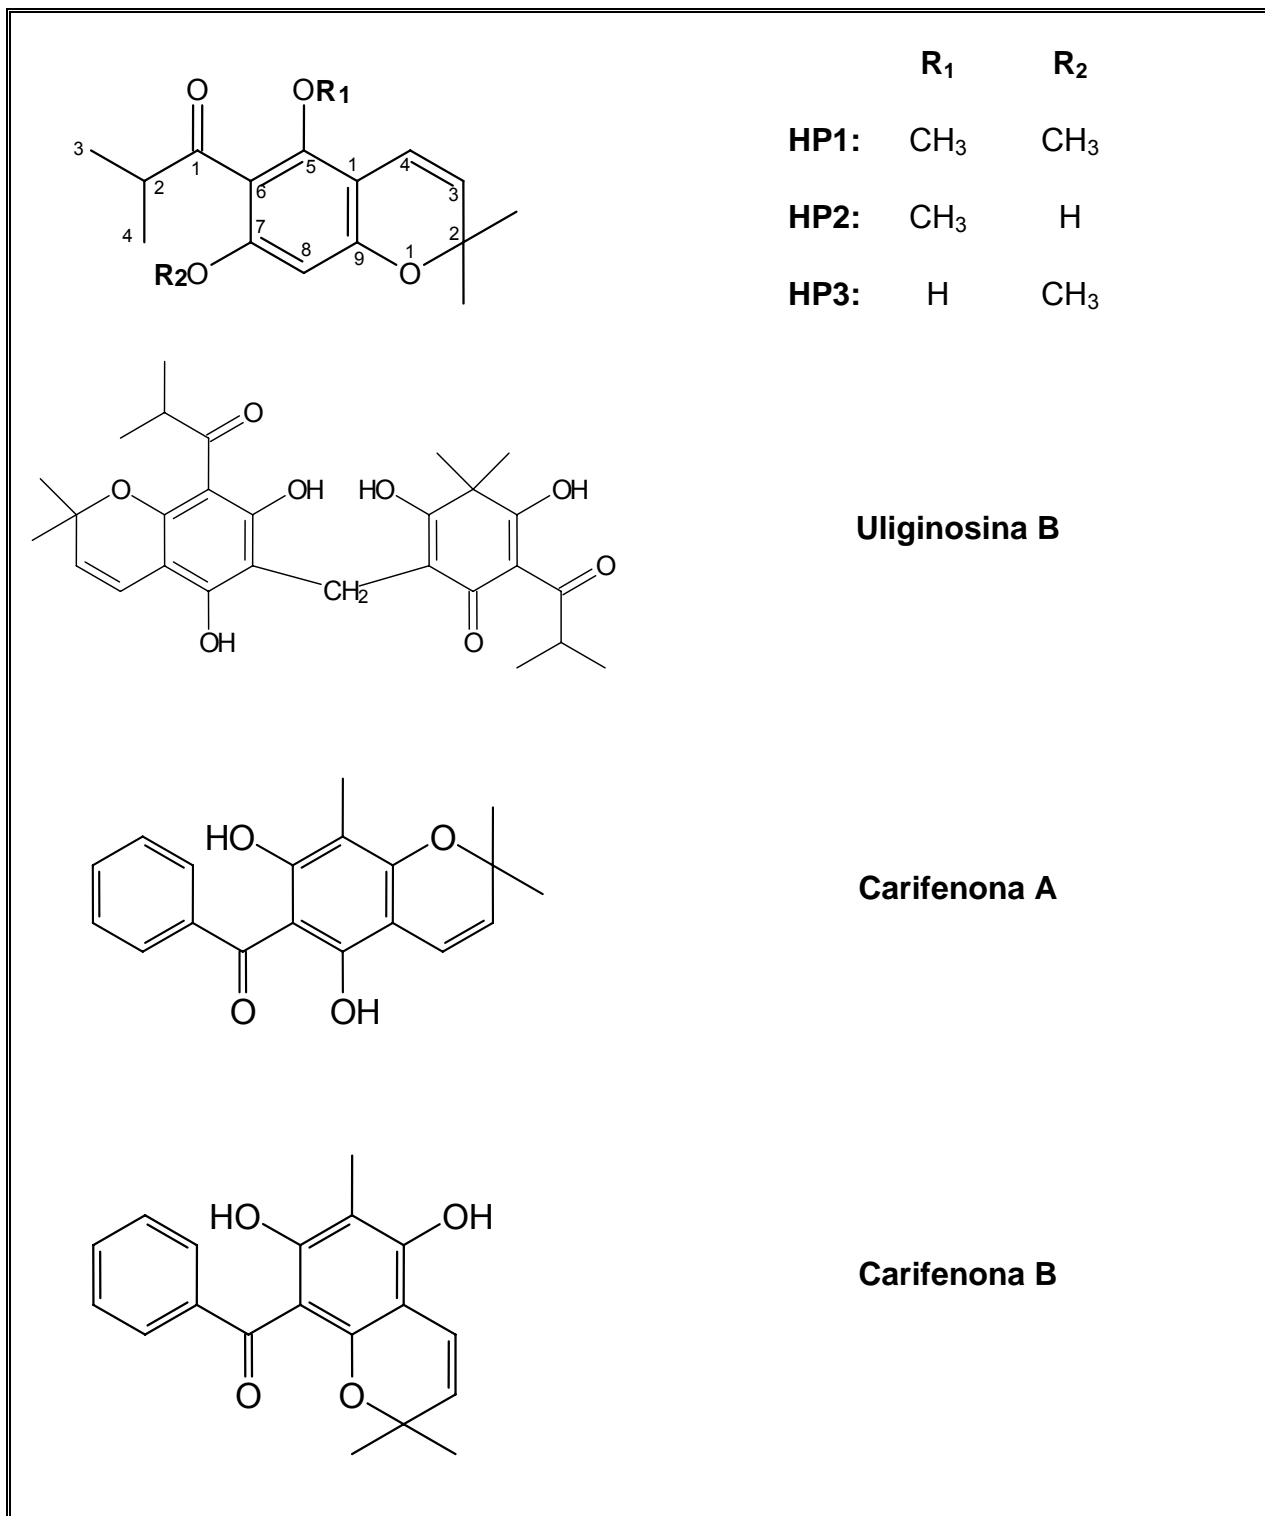 R1 R2
O OR1
HP1: CH3 CH3
3 2 1 6 5 1 4 3
HP2: CH3 H
4 7 8 9 1 2
R2O O
HP3: H CH3
O
O OH HO OH
Uliginosina B
CH2 O
OH O
HO O
Carifenona A
O OH
HO OH
Carifenona B
O O